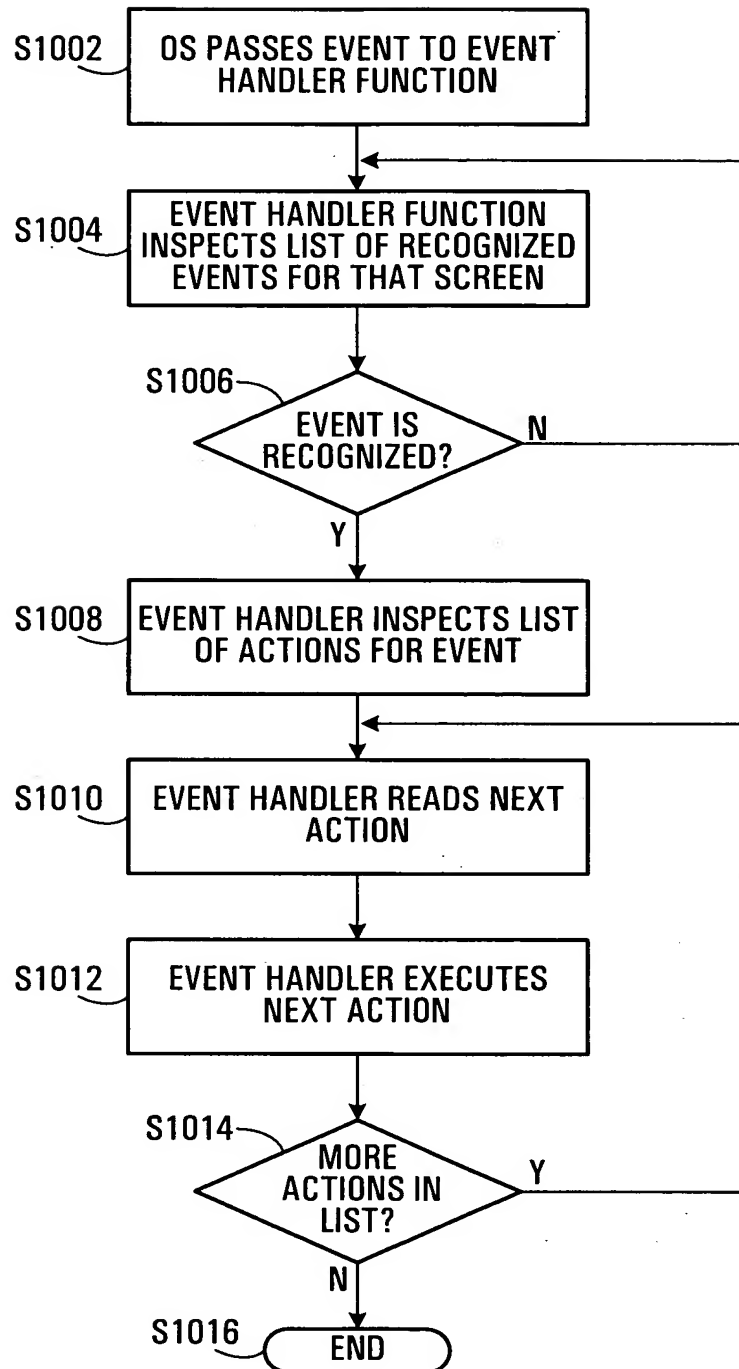 S1002
OS PASSES EVENT TO EVENT
HANDLER FUNCTION
S1004
EVENT HANDLER FUNCTION
INSPECTS LIST OF RECOGNIZED
EVENTS FOR THAT SCREEN
S1006
EVENT IS
RECOGNIZED?
N
Y
S1008
EVENT HANDLER INSPECTS LIST
OF ACTIONS FOR EVENT
S1010
EVENT HANDLER READS NEXT
ACTION
S1012
EVENT HANDLER EXECUTES
NEXT ACTION
S1014
MORE
ACTIONS IN
LIST?
Y
N
S1016
END